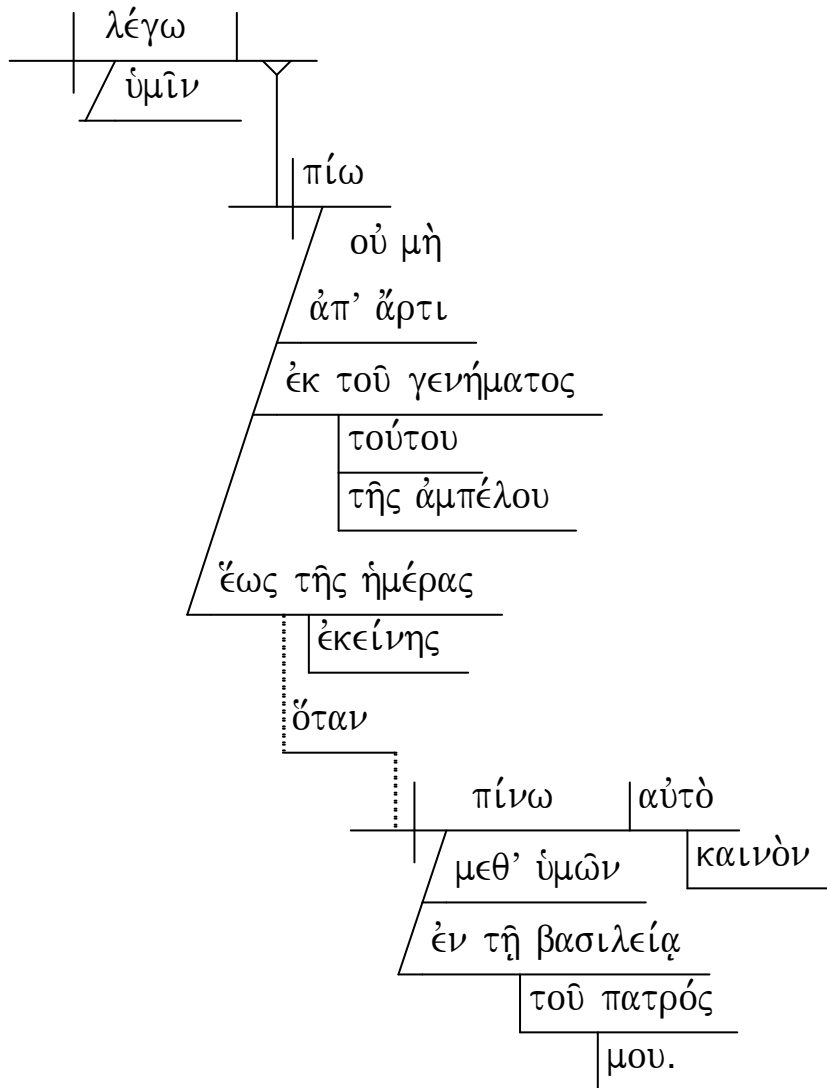 λέγω
ὑμῖν
πίω
οὐ μὴ
ἀπ’ ἄρτι
ἐκ τοῦ γενήματος
τούτου
τῆς ἀμπέλου
ἕως τῆς ἡμέρας
ἐκείνης
ὅταν
πίνω αὐτὸ
καινὸν
μεθ’ ὑμῶν
ἐν τῇ βασιλείᾳ
τοῦ πατρός
μου.